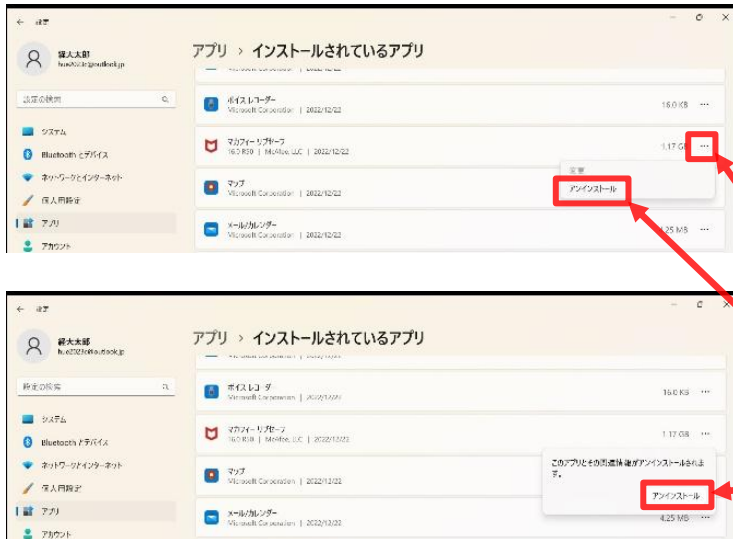 設定
アプリ › インストールされているアプリ
経大太郎
設定の検索
ボイス レコーダー
Microsoft Corporation | 2022/12/22
16.0 KB
システム
マカフィー リブセーフ
16.0 R50 | McAfee, LLC | 2022/12/22
1.17 GB
Bluetooth とデバイス
変更
ネットワークとインターネット
マップ
Microsoft Corporation | 2022/12/22
アンインストール
個人用設定
アプリ
メール/カレンダー
Microsoft Corporation | 2022/12/22
4.25 MB
アカウント
設定
アプリ › インストールされているアプリ
経大太郎
設定の検索
ボイス レコーダー
Microsoft Corporation | 2022/12/22
16.0 KB
システム
マカフィー リブセーフ
16.0 R50 | McAfee, LLC | 2022/12/22
1.17 GB
Bluetooth とデバイス
このアプリとその関連情報がアンインストールされま
す。
ネットワークとインターネット
マップ
Microsoft Corporation | 2022/12/22
アンインストール
個人用設定
アプリ
メール/カレンダー
Microsoft Corporation | 2022/12/22
4.25 MB
アカウント